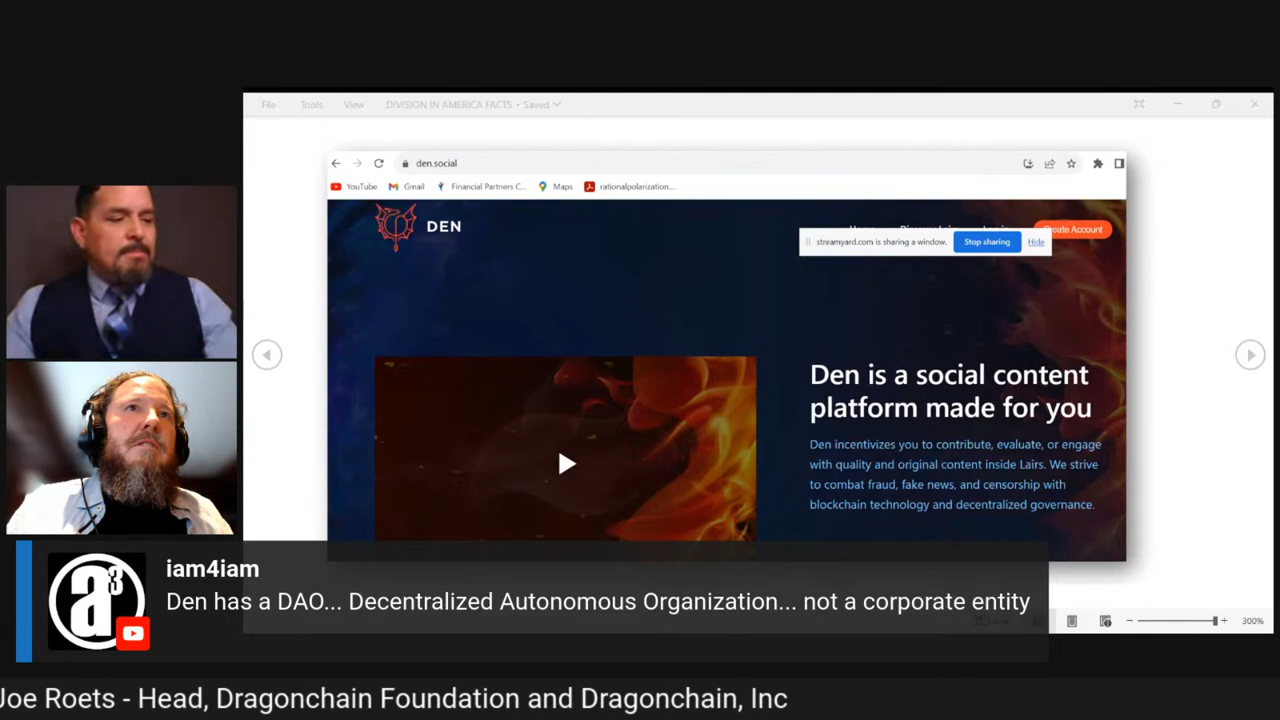 File Tools View DIVISION IN AMERICA FACTS • Saved
den.social
YouTube Gmail Financial Partners C... Maps rationalpolarization...
DEN
Create Account
streamyard.com is sharing a window. Stop sharing Hide
Den is a social content
platform made for you
Den incentivizes you to contribute, evaluate, or engage
with quality and original content inside Lairs. We strive
to combat fraud, fake news, and censorship with
blockchain technology and decentralized governance.
a3
iam4iam
Den has a DAO... Decentralized Autonomous Organization... not a corporate entity
300%
Joe Roets - Head, Dragonchain Foundation and Dragonchain, Inc